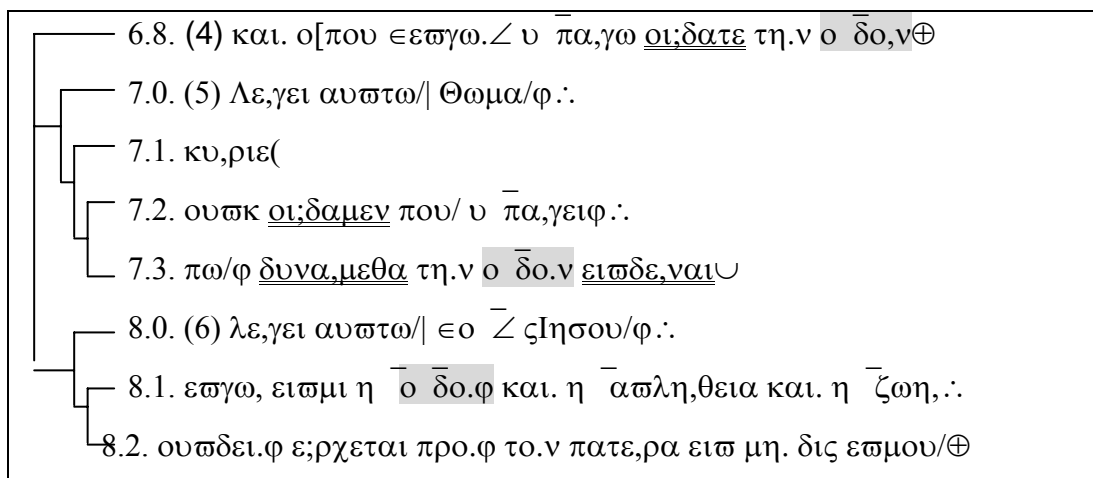 6.8. (4) και. ο[που ∈εϖγω.∠ υ ̅πα,γω οι;δατε τη.ν ο ̅δο,ν⊕
7.0. (5) Λε,γει αυϖτω/| Θωμα/φ∴
7.1. κυ,ριε(
7.2. ουϖκ οι;δαμεν που/ υ ̅πα,γειφ∴
7.3. πω/φ δυνα,μεθα τη.ν ο ̅δο.ν ειϖδε,ναι∪
8.0. (6) λε,γει αυϖτω/| ∈ο ̅∠ ςΙησου/φ∴
8.1. εϖγω, ειϖμι η ̅ο ̅δο.φ και. η ̅αϖλη,θεια και. η ̅ζωη,∴
8.2. ουϖδει.φ ε;ρχεται προ.φ το.ν πατε,ρα ειϖ μη. δις εϖμου/⊕